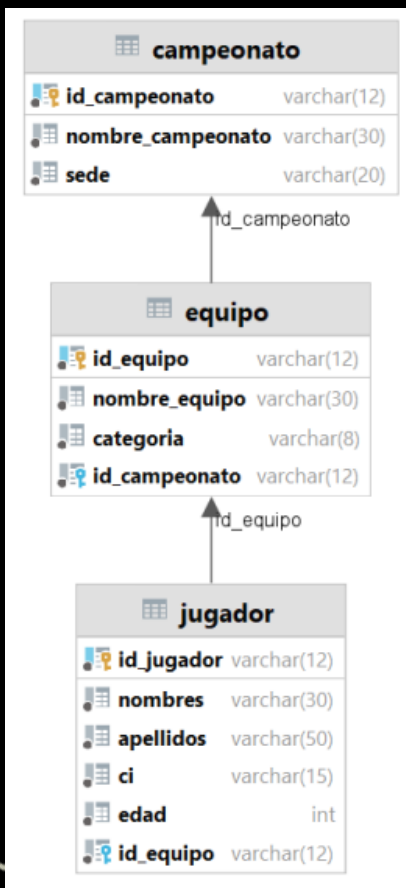 campeonato
id_campeonato varchar(12)
nombre_campeonato varchar(30)
sede varchar(20)
id_campeonato
equipo
id_equipo varchar(12)
nombre_equipo varchar(30)
categoria varchar(8)
id_campeonato varchar(12)
id_equipo
jugador
id_jugador varchar(12)
nombres varchar(30)
apellidos varchar(50)
ci varchar(15)
edad int
id_equipo varchar(12)